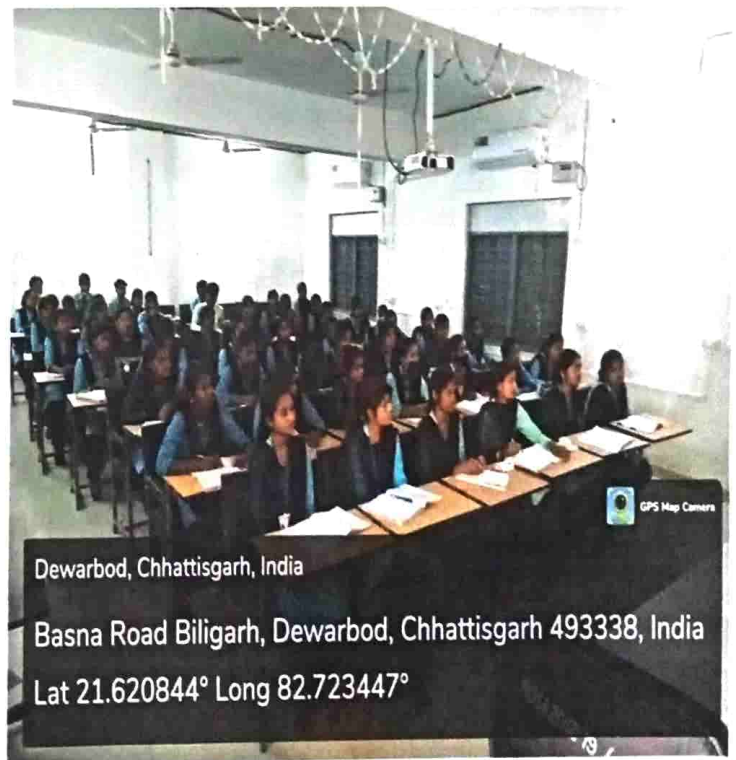 GPS Map Camera
Dewarbod, Chhattisgarh, India
Basna Road Biligarh, Dewarbod, Chhattisgarh 493338, India
Lat 21.620844° Long 82.723447°